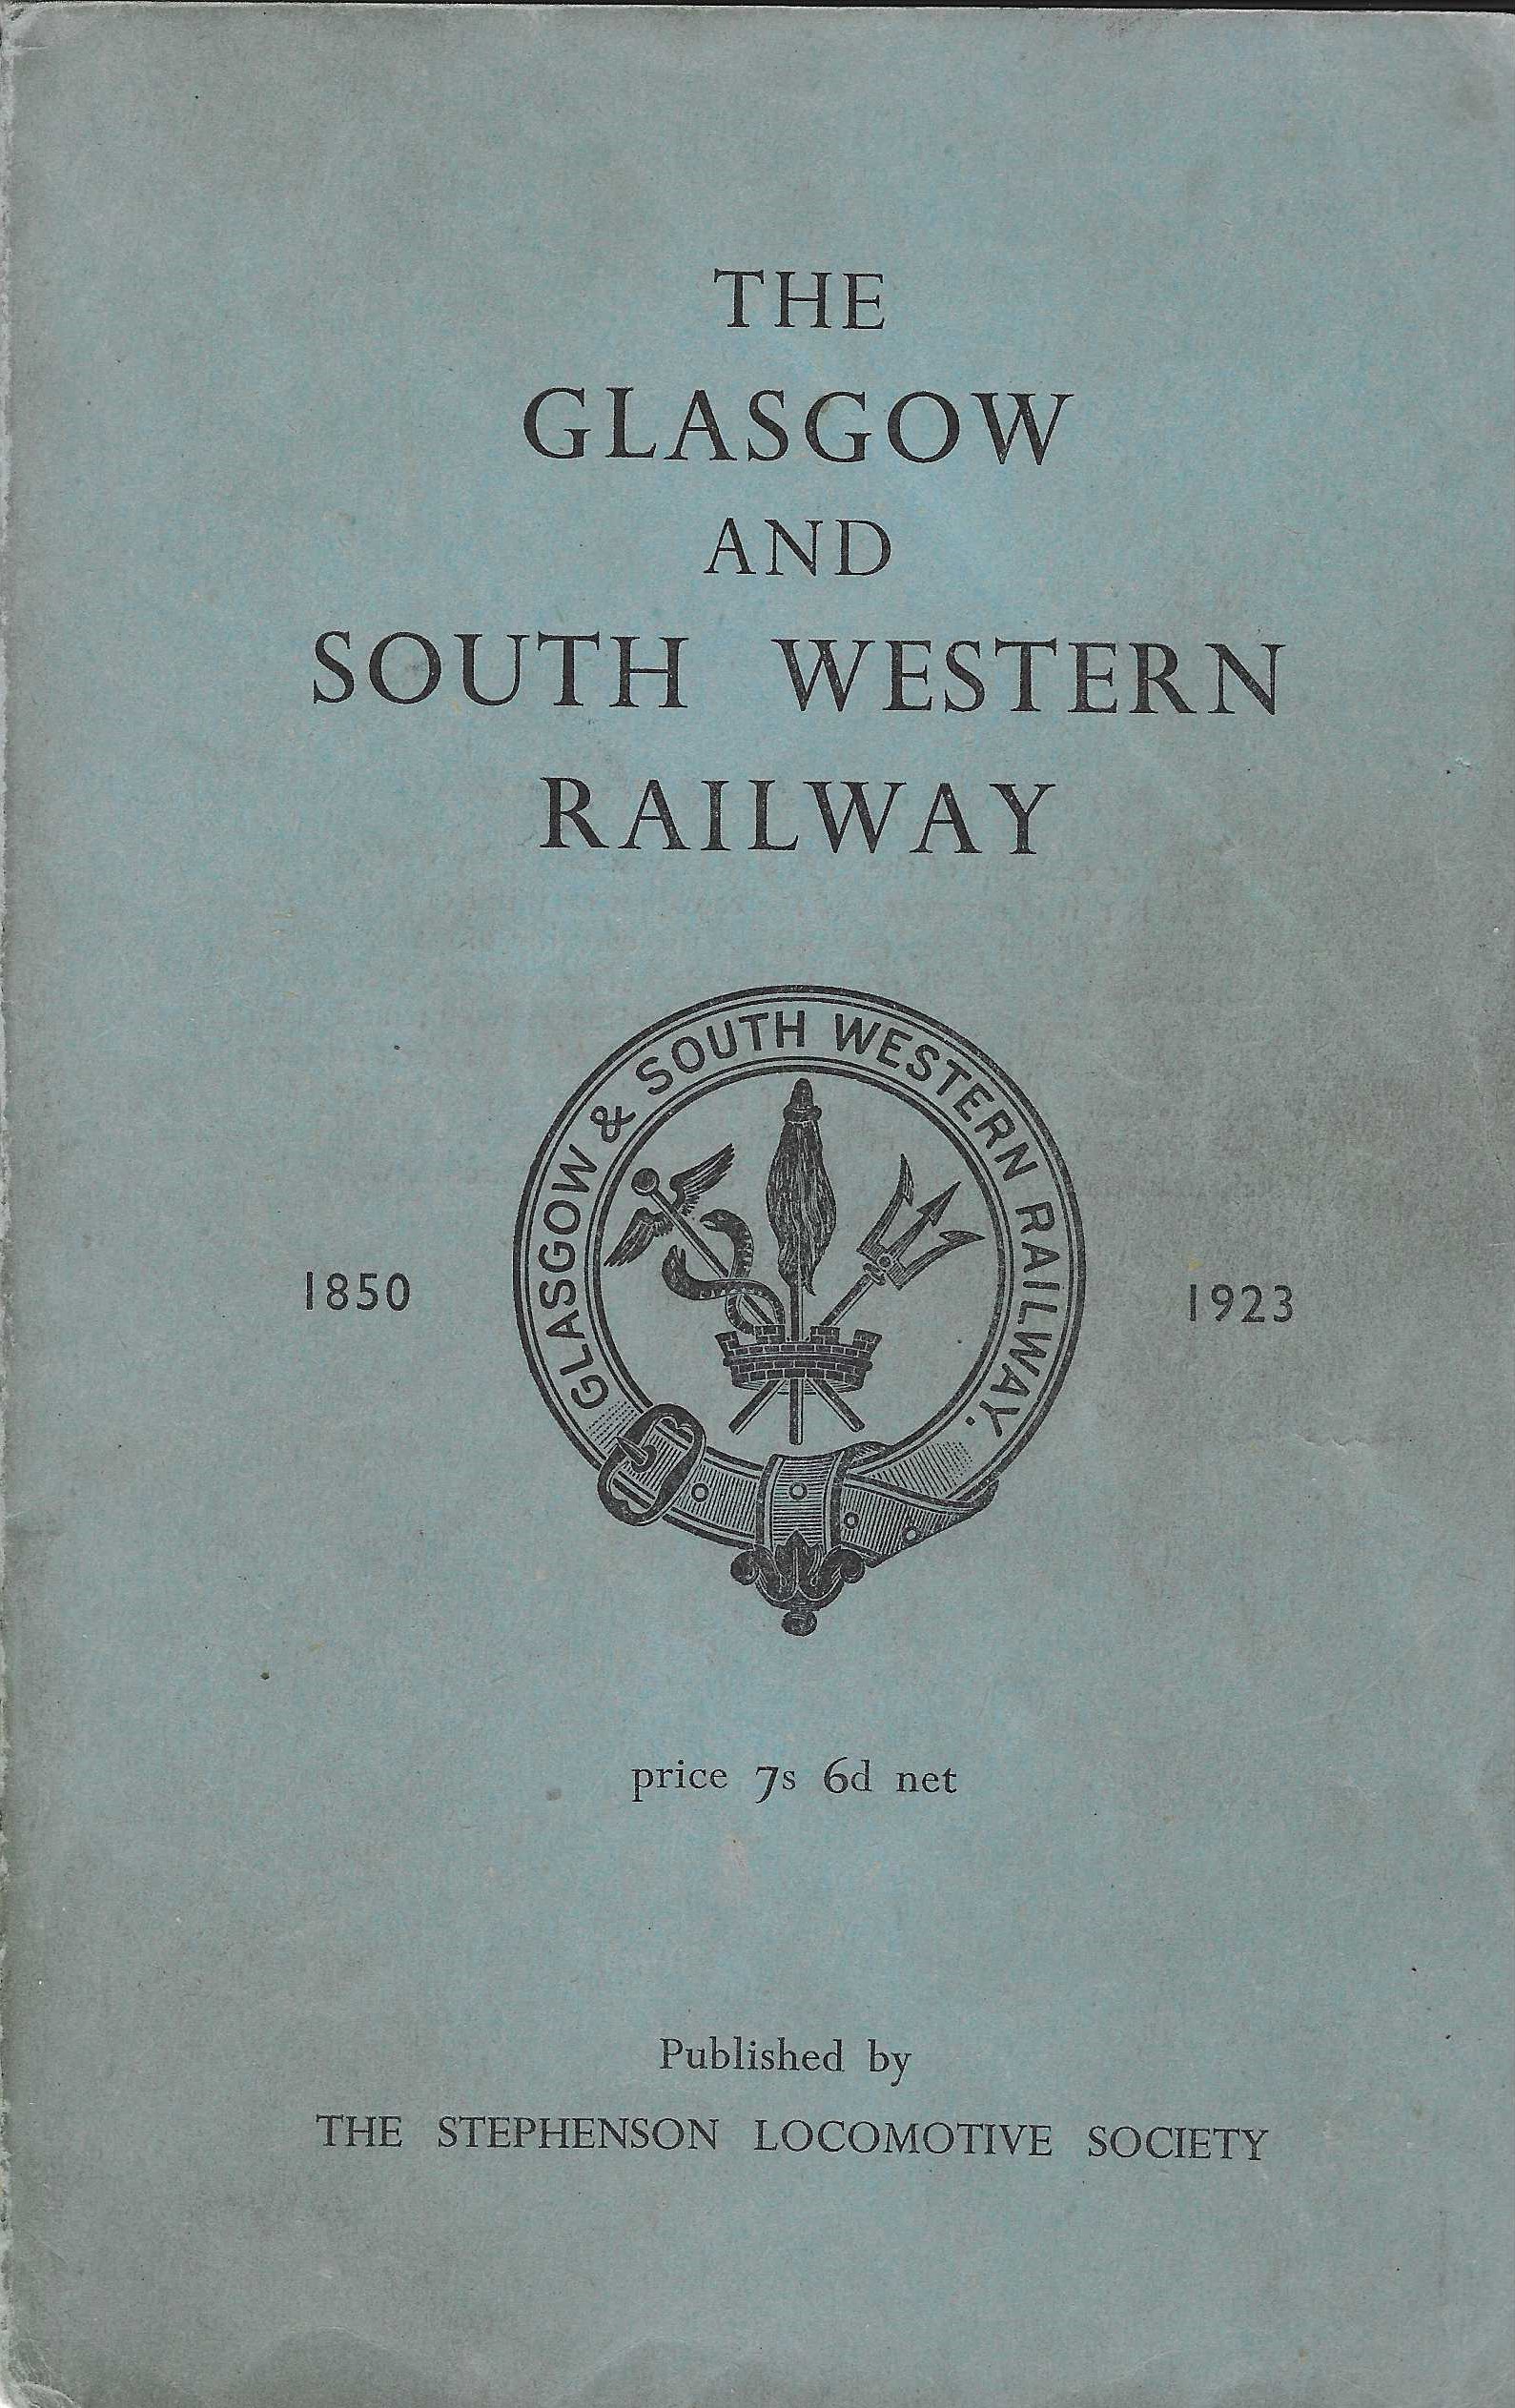 THE
GLASGOW
AND
SOUTH WESTERN
RAILWAY
GLASGOW & SOUTH WESTERN RAILWAY.
1850
1923
price 7s 6d net
Published by
THE STEPHENSON LOCOMOTIVE SOCIETY